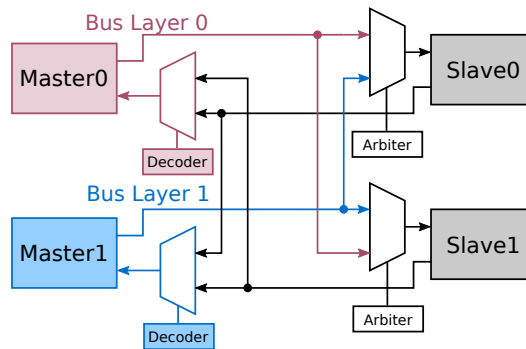 Bus Layer 0
Master0
Slave0
Decoder
Arbiter
Bus Layer 1
Master1
Slave1
Decoder
Arbiter